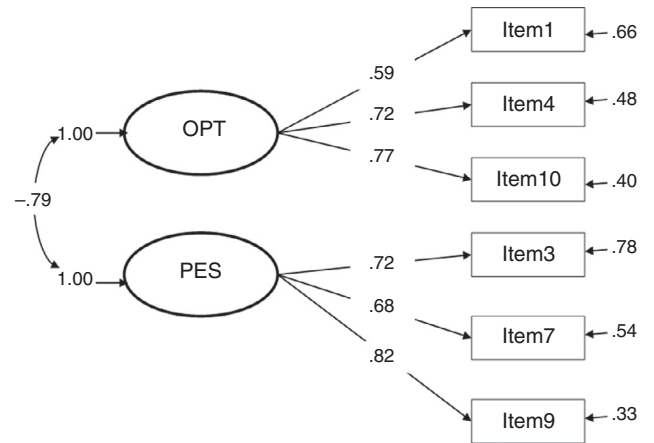 Item1
.66
.59
1.00
OPT
.72
Item4
.48
.77
Item10
.40
–.79
1.00
PES
.72
Item3
.78
.68
Item7
.54
.82
Item9
.33